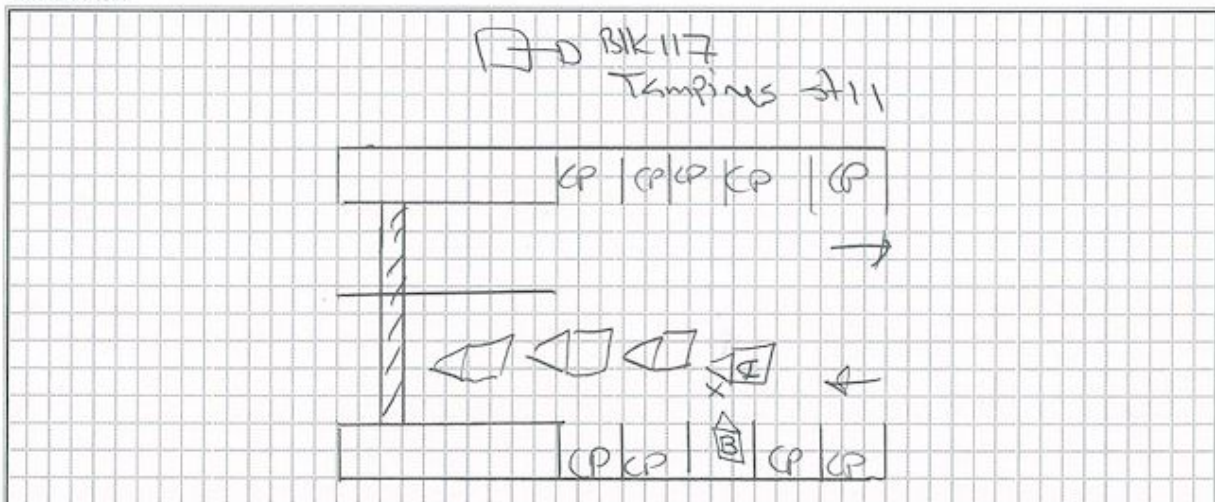 Blk 117
Tampines st 11
CP CP CP CP CP
X
B
CP CP CP CP